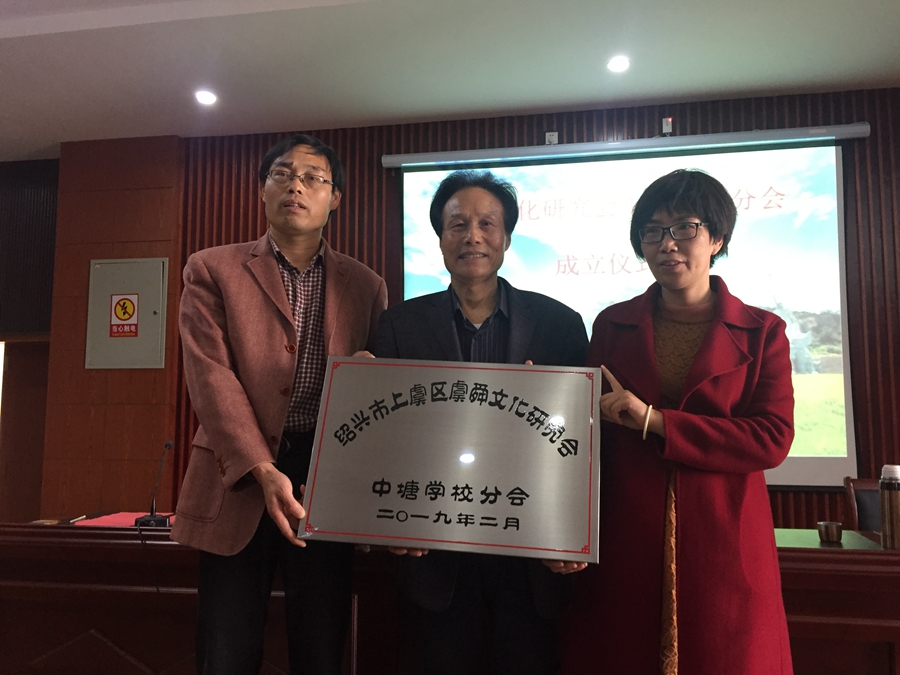 化研究会
分会
成立仪式
当心触电
绍兴市上虞区虞舜文化研究会
中塘学校分会
二〇一九年二月